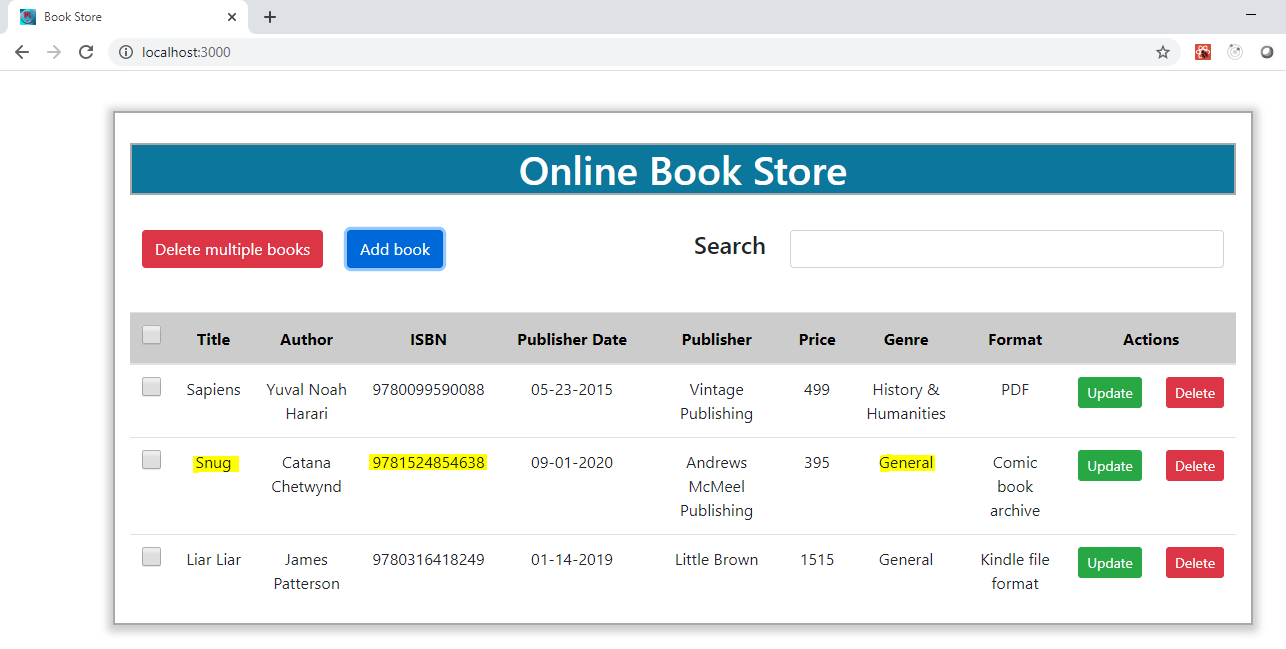 Book Store
localhost:3000
Online Book Store
Delete multiple books Add book Search
Title Author ISBN Publisher Date Publisher Price Genre Format Actions
Sapiens Yuval Noah 9780099590088 05-23-2015 Vintage 499 History & PDF Update Delete
Harari Publishing Humanities
Snug Catana 9781524854638 09-01-2020 Andrews 395 General Comic Update Delete
Chetwynd McMeel book
Publishing archive
Liar Liar James 9780316418249 01-14-2019 Little Brown 1515 General Kindle file Update Delete
Patterson format